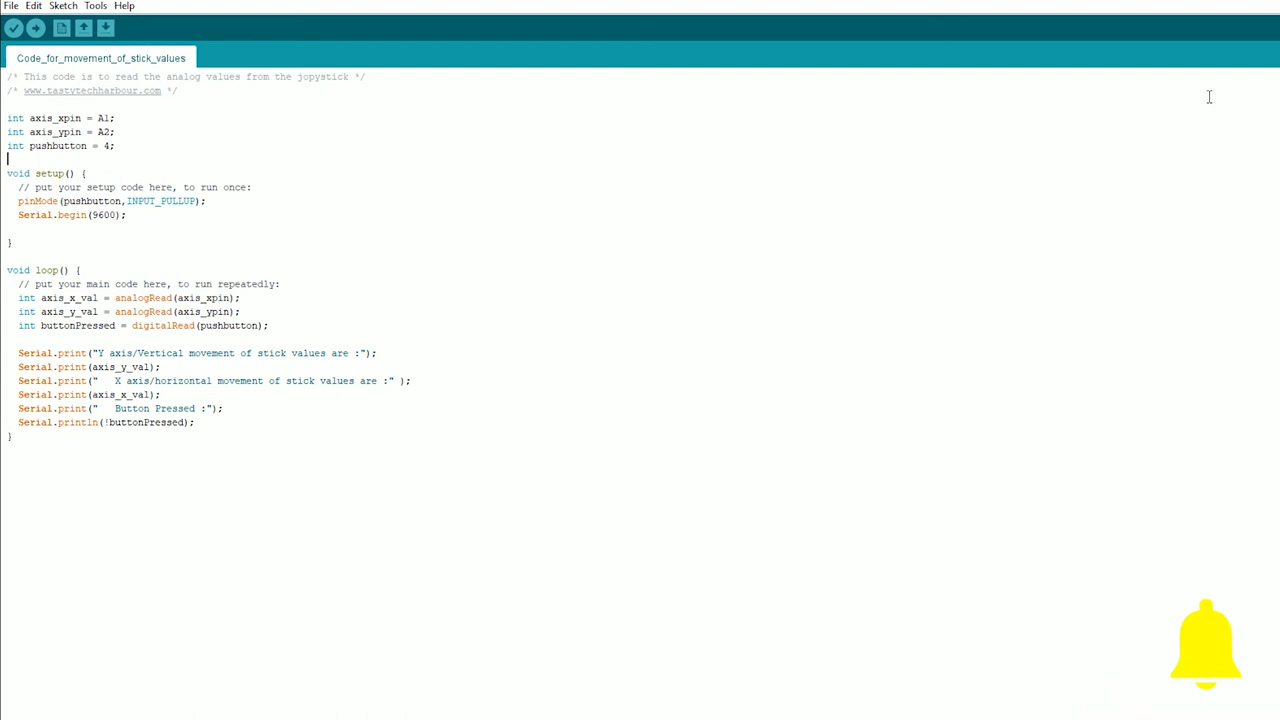 File Edit Sketch Tools Help
Code_for_movement_of_stick_values
/* This code is to read the analog values from the jopystick */
/* www.tastytechharbour.com */
int axis_xpin = A1;
int axis_ypin = A2;
int pushbutton = 4;
void setup() {
// put your setup code here, to run once:
pinMode(pushbutton,INPUT_PULLUP);
Serial.begin(9600);
}
void loop() {
// put your main code here, to run repeatedly:
int axis_x_val = analogRead(axis_xpin);
int axis_y_val = analogRead(axis_ypin);
int buttonPressed = digitalRead(pushbutton);
Serial.print("Y axis/Vertical movement of stick values are :");
Serial.print(axis_y_val);
Serial.print("   X axis/horizontal movement of stick values are :" );
Serial.print(axis_x_val);
Serial.print("   Button Pressed :");
Serial.println(!buttonPressed);
}